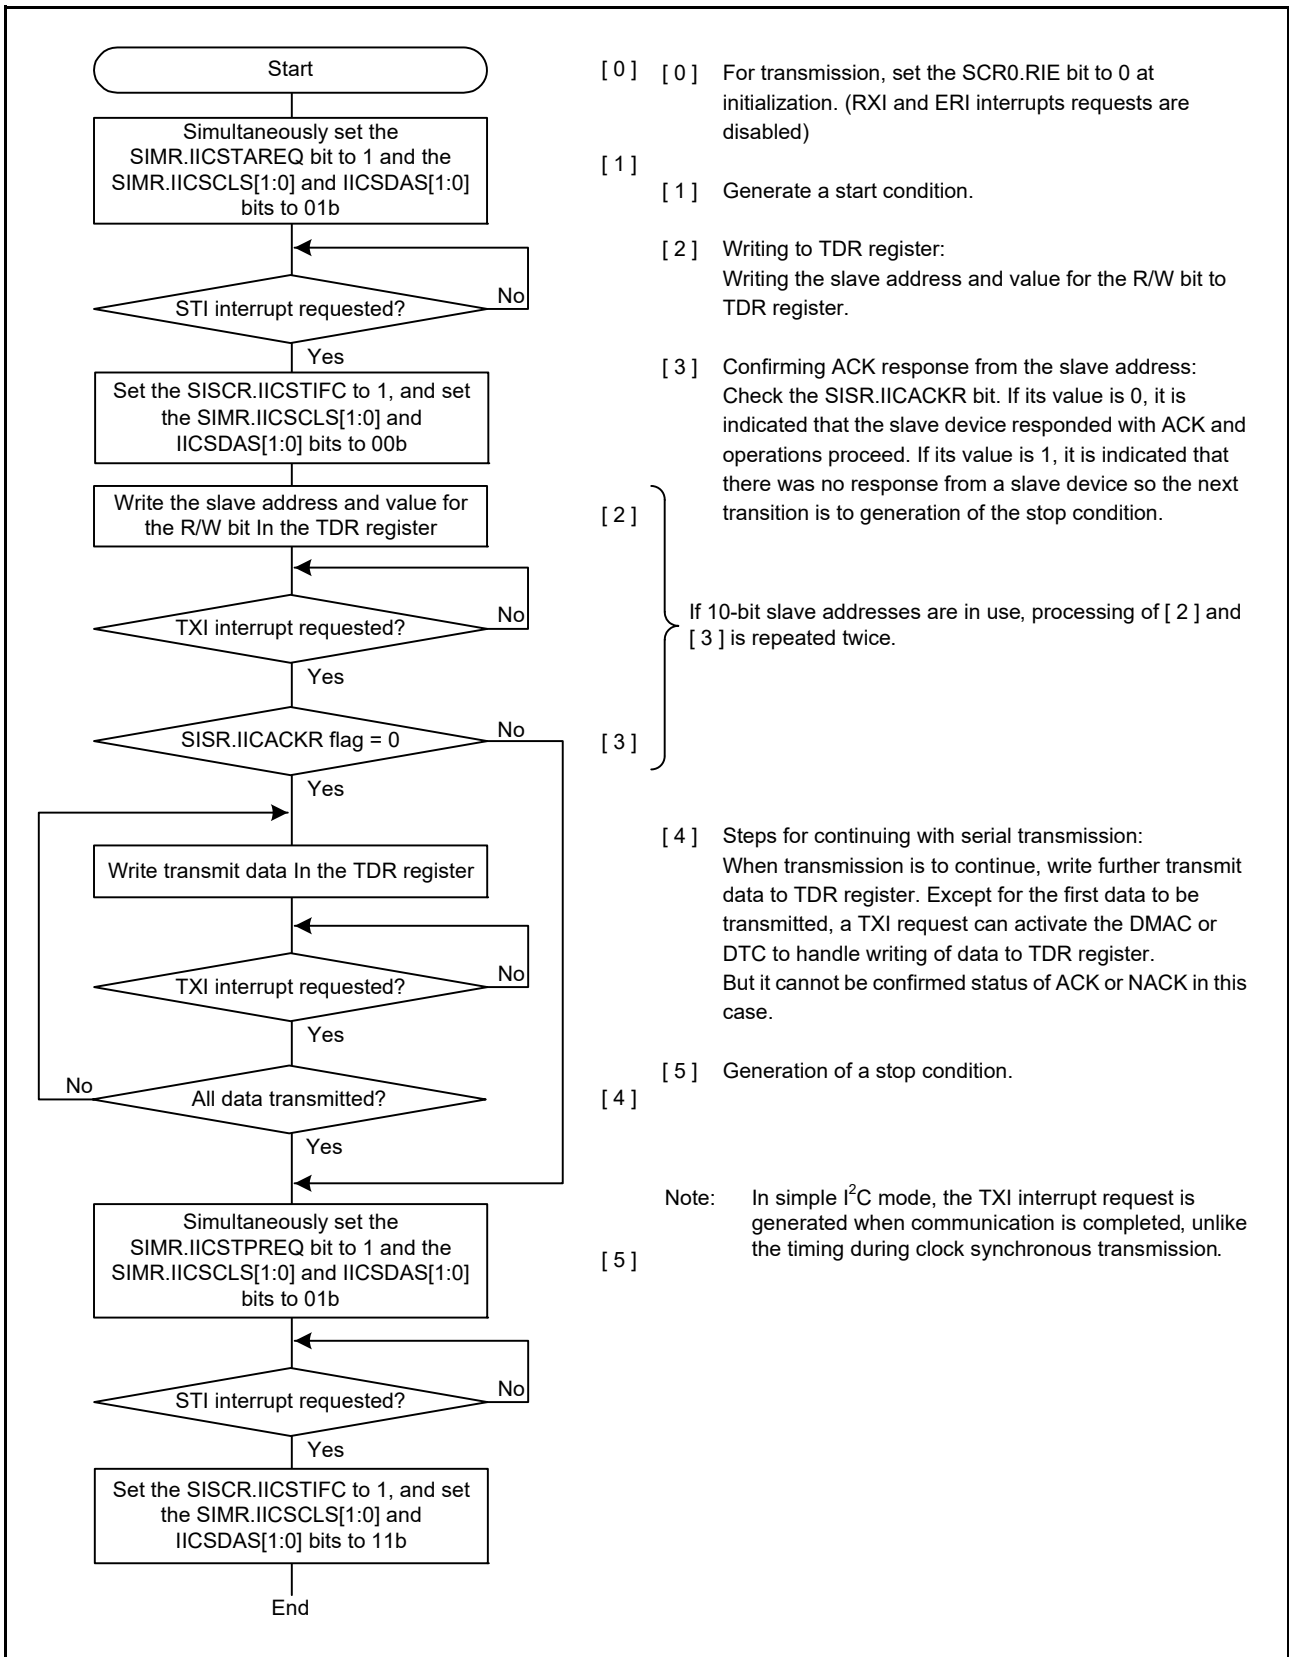 Start
Simultaneously set the
SIMR.IICSTAREQ bit to 1 and the
SIMR.IICSCLS[1:0] and IICSDAS[1:0]
bits to 01b
STI interrupt requested?
No
Yes
Set the SISCR.IICSTIFC to 1, and set
the SIMR.IICSCLS[1:0] and
IICSDAS[1:0] bits to 00b
Write the slave address and value for
the R/W bit In the TDR register
TXI interrupt requested?
No
Yes
SISR.IICACKR flag = 0
No
Yes
Write transmit data In the TDR register
TXI interrupt requested?
No
Yes
All data transmitted?
No
Yes
Simultaneously set the
SIMR.IICSTPREQ bit to 1 and the
SIMR.IICSCLS[1:0] and IICSDAS[1:0]
bits to 01b
STI interrupt requested?
No
Yes
Set the SISCR.IICSTIFC to 1, and set
the SIMR.IICSCLS[1:0] and
IICSDAS[1:0] bits to 11b
End
[ 0 ]
[ 1 ]
[ 2 ]
[ 3 ]
[ 4 ]
[ 5 ]
[ 0 ] For transmission, set the SCR0.RIE bit to 0 at
initialization. (RXI and ERI interrupts requests are
disabled)
[ 1 ] Generate a start condition.
[ 2 ] Writing to TDR register:
Writing the slave address and value for the R/W bit to
TDR register.
[ 3 ] Confirming ACK response from the slave address:
Check the SISR.IICACKR bit. If its value is 0, it is
indicated that the slave device responded with ACK and
operations proceed. If its value is 1, it is indicated that
there was no response from a slave device so the next
transition is to generation of the stop condition.
If 10-bit slave addresses are in use, processing of [ 2 ] and
[ 3 ] is repeated twice.
[ 4 ] Steps for continuing with serial transmission:
When transmission is to continue, write further transmit
data to TDR register. Except for the first data to be
transmitted, a TXI request can activate the DMAC or
DTC to handle writing of data to TDR register.
But it cannot be confirmed status of ACK or NACK in this
case.
[ 5 ] Generation of a stop condition.
Note: In simple I²C mode, the TXI interrupt request is
generated when communication is completed, unlike
the timing during clock synchronous transmission.